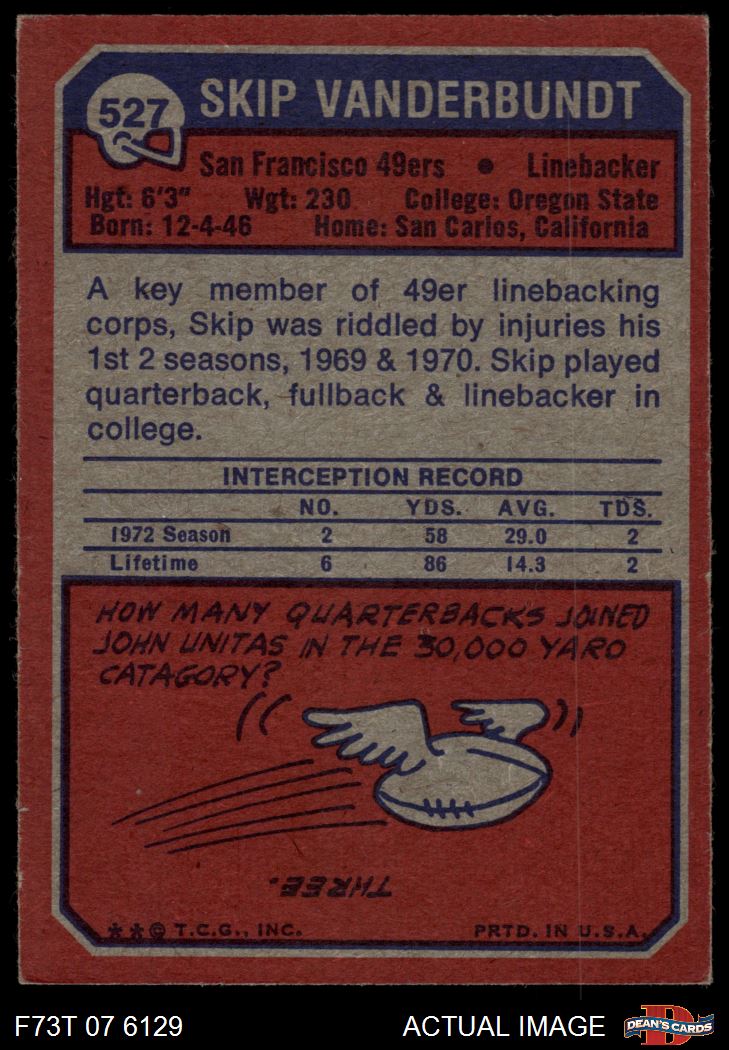 527 SKIP VANDERBUNDT
San Francisco 49ers • Linebacker
Hgt: 6'3" Wgt: 230 College: Oregon State
Born: 12-4-46 Home: San Carlos, California
A key member of 49er linebacking
corps, Skip was riddled by injuries his
1st 2 seasons, 1969 & 1970. Skip played
quarterback, fullback & linebacker in
college.
INTERCEPTION RECORD
NO. YDS. AVG. TDS.
1972 Season 2 58 29.0 2
Lifetime 6 86 14.3 2
HOW MANY QUARTERBACKS JOINED
JOHN UNITAS IN THE 30,000 YARD
CATAGORY?
THREE.
**© T.C.G., INC. PRTD. IN U.S.A.
F73T 07 6129 ACTUAL IMAGE D DEAN'S CARDS